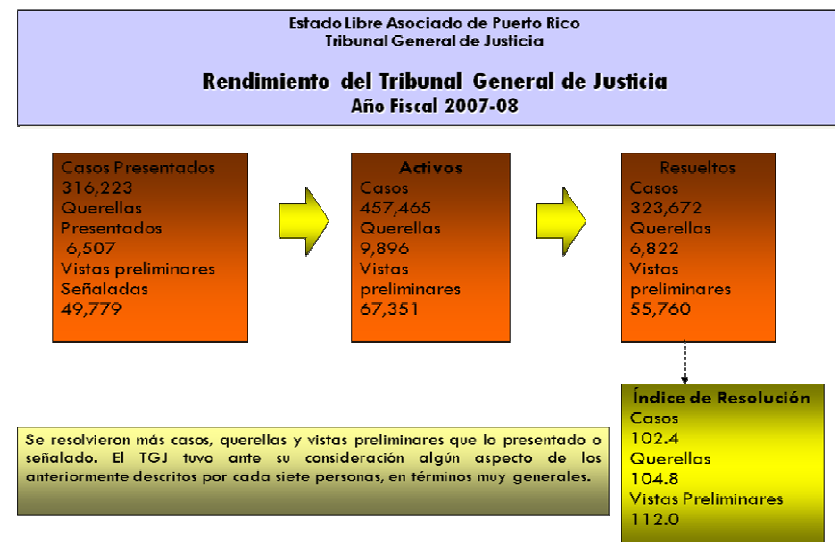 Estado Libre Asociado de Puerto Rico
Tribunal General de Justicia
Rendimiento del Tribunal General de Justicia
Año Fiscal 2007-08
Casos Presentados
316,223
Querellas
Presentados
6,507
Vistas preliminares
Señaladas
49,779
Activos
Casos
457,465
Querellas
9,896
Vistas
preliminares
67,351
Resueltos
Casos
323,672
Querellas
6,822
Vistas
preliminares
55,760
Índice de Resolución
Casos
102.4
Querellas
104.8
Vistas Preliminares
112.0
Se resolvieron más casos, querellas y vistas preliminares que lo presentado o
señalado. El TGJ tuvo ante su consideración algún aspecto de los
anteriormente descritos por cada siete personas, en términos muy generales.